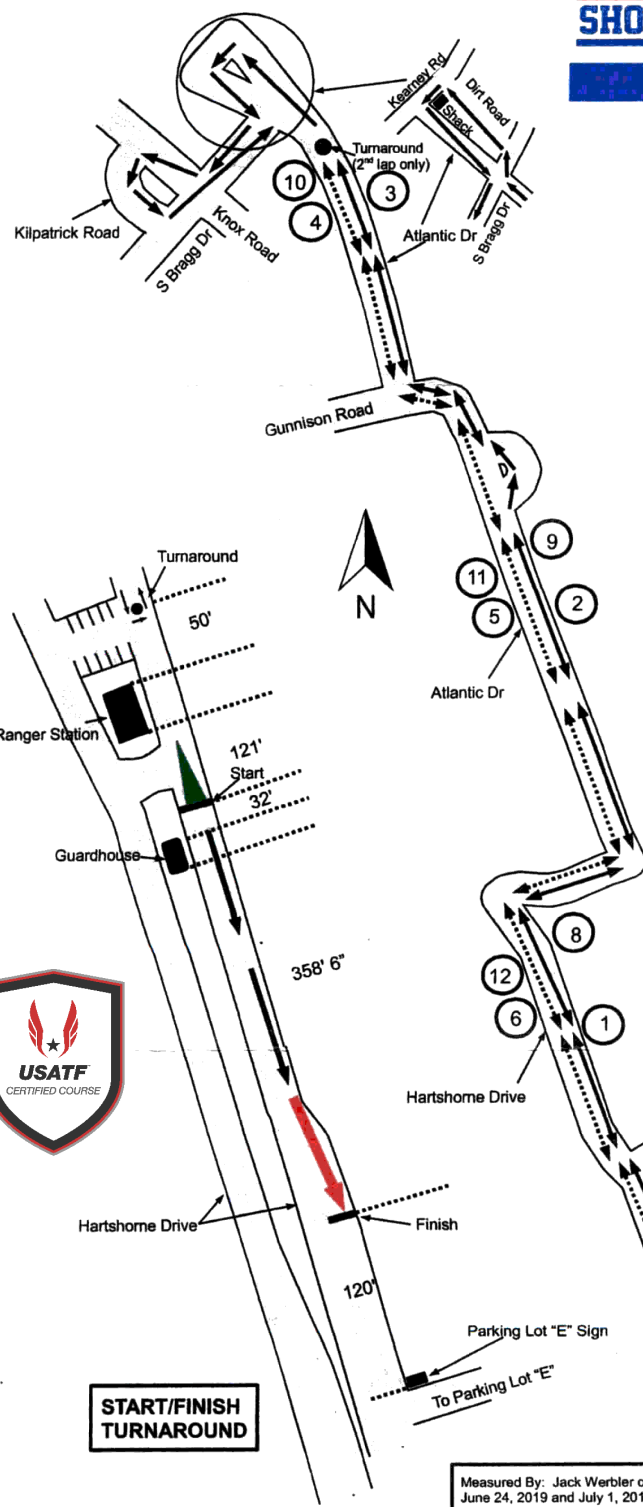 SHO
Kearney Rd
Dirt Road
Shack
Turnaround
(2nd lap only)
10
3
4
Kilpatrick Road
S Bragg Dr
Knox Road
Atlantic Dr
S Bragg Dr
Gunnison Road
D
9
11
2
5
Atlantic Dr
N
Turnaround
50'
Ranger Station
121'
Start
32'
Guardhouse
358' 6"
8
12
6
1
USATF
CERTIFIED COURSE
Hartshorne Drive
Hartshorne Drive
Finish
120'
Parking Lot "E" Sign
To Parking Lot "E"
START/FINISH
TURNAROUND
Measured By: Jack Werbler o
June 24, 2019 and July 1, 201